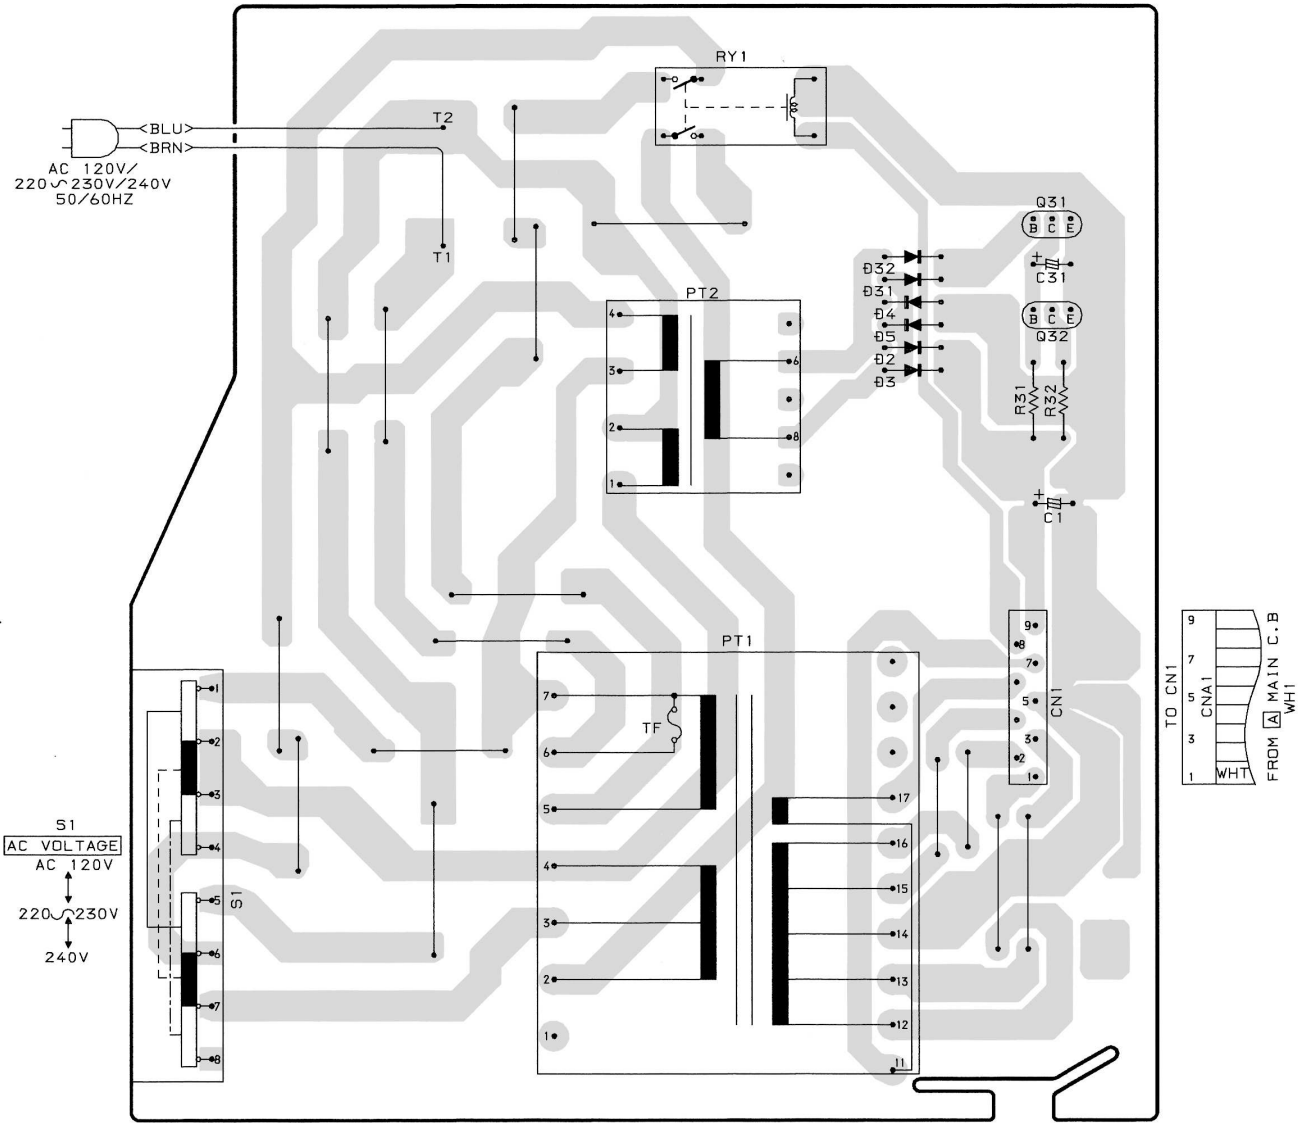 RY1
T2
BLU
BRN
AC 120V/
220∿230V/240V
50/60HZ
T1
Q31
B C E
+
C31
B C E
Q32
D32
D31
D4
D5
D2
D3
R31
R32
PT2
4
3
2
1
6
8
+
C1
PT1
7
6
5
4
3
2
1
TF
17
16
15
14
13
12
11
9
8
7
5
3
2
1
CN1
TO CN1
9
7
5
3
1
CNA1
WHT
FROM A MAIN C.B
WH1
1
2
3
4
5
6
7
8
S1
S1
AC VOLTAGE
AC 120V
220∿230V
240V